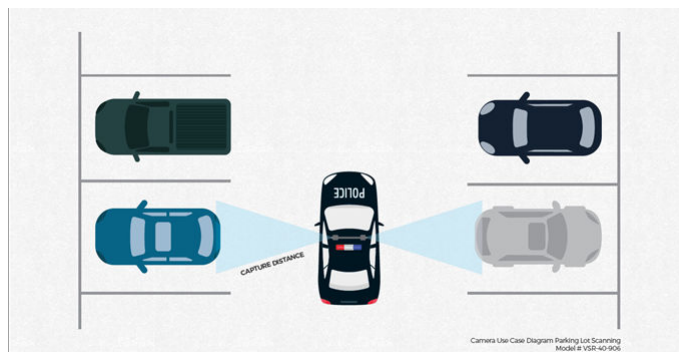 POLICE
CAPTURE DISTANCE
Camera Use Case Diagram Parking Lot Scanning
Model # VSR-40-906